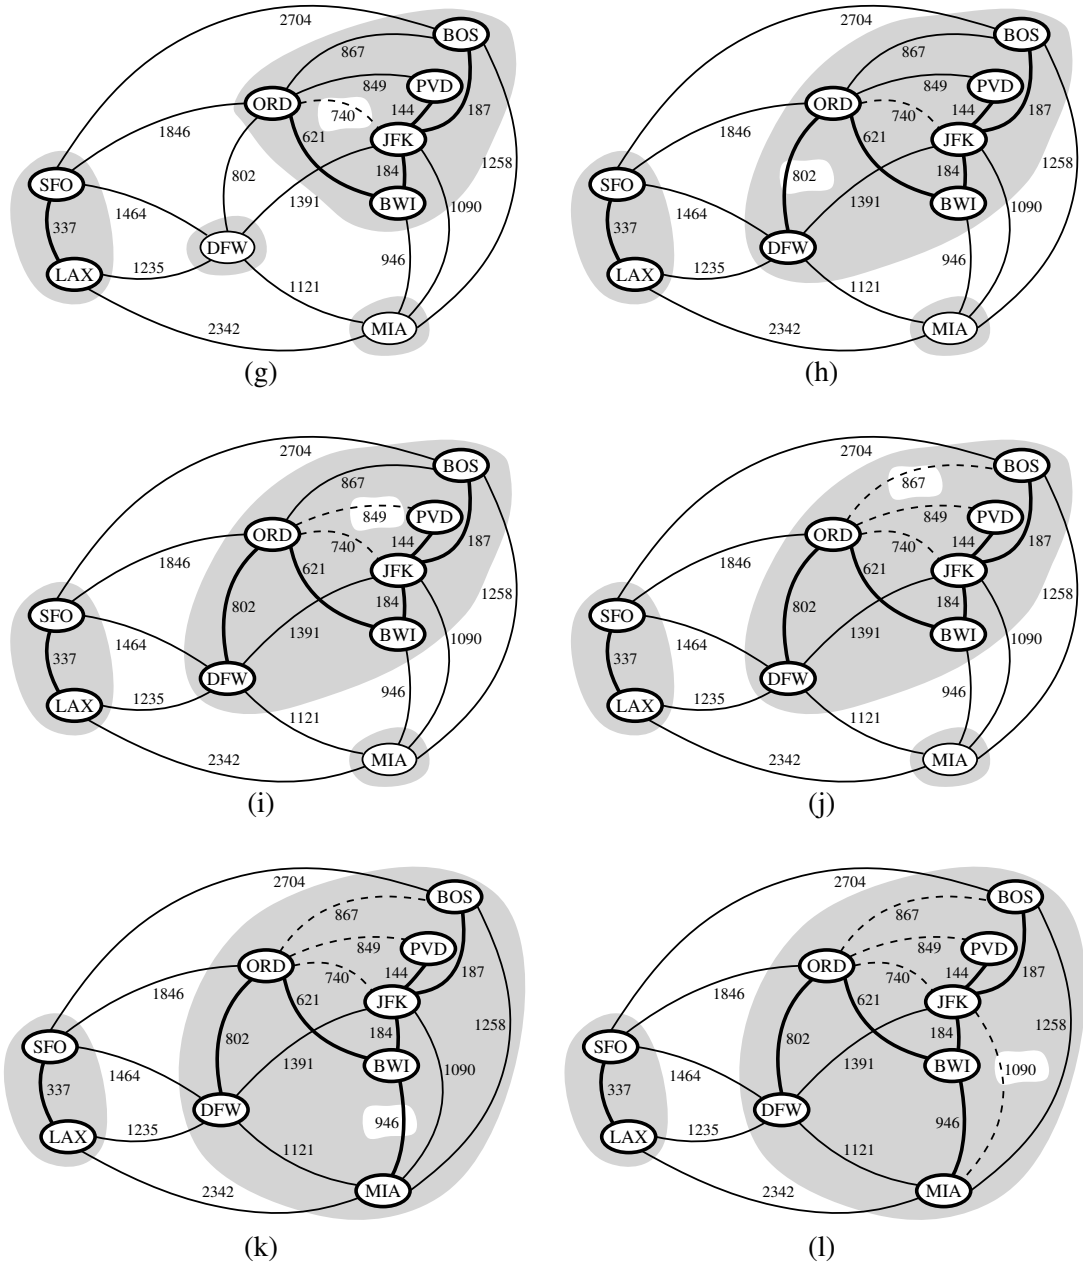 2704
BOS
867
PVD
849
ORD
740
144
187
621
JFK
1846
1258
802
184
SFO
1464
1391
BWI
1090
337
DFW
946
LAX
1235
1121
MIA
2342
(g)
2704
BOS
867
PVD
849
ORD
740
144
187
621
JFK
1846
1258
802
184
SFO
1464
1391
BWI
1090
337
DFW
946
LAX
1235
1121
MIA
2342
(h)
2704
BOS
867
PVD
849
ORD
740
144
187
621
JFK
1846
1258
802
184
SFO
1464
1391
BWI
1090
337
DFW
946
LAX
1235
1121
MIA
2342
(i)
2704
BOS
867
PVD
849
ORD
740
144
187
621
JFK
1846
1258
802
184
SFO
1464
1391
BWI
1090
337
DFW
946
LAX
1235
1121
MIA
2342
(j)
2704
BOS
867
PVD
849
ORD
740
144
187
621
JFK
1846
1258
802
184
SFO
1464
1391
BWI
1090
337
DFW
946
LAX
1235
1121
MIA
2342
(k)
2704
BOS
867
PVD
849
ORD
740
144
187
621
JFK
1846
1258
802
184
SFO
1464
1391
BWI
1090
337
DFW
946
LAX
1235
1121
MIA
2342
(l)